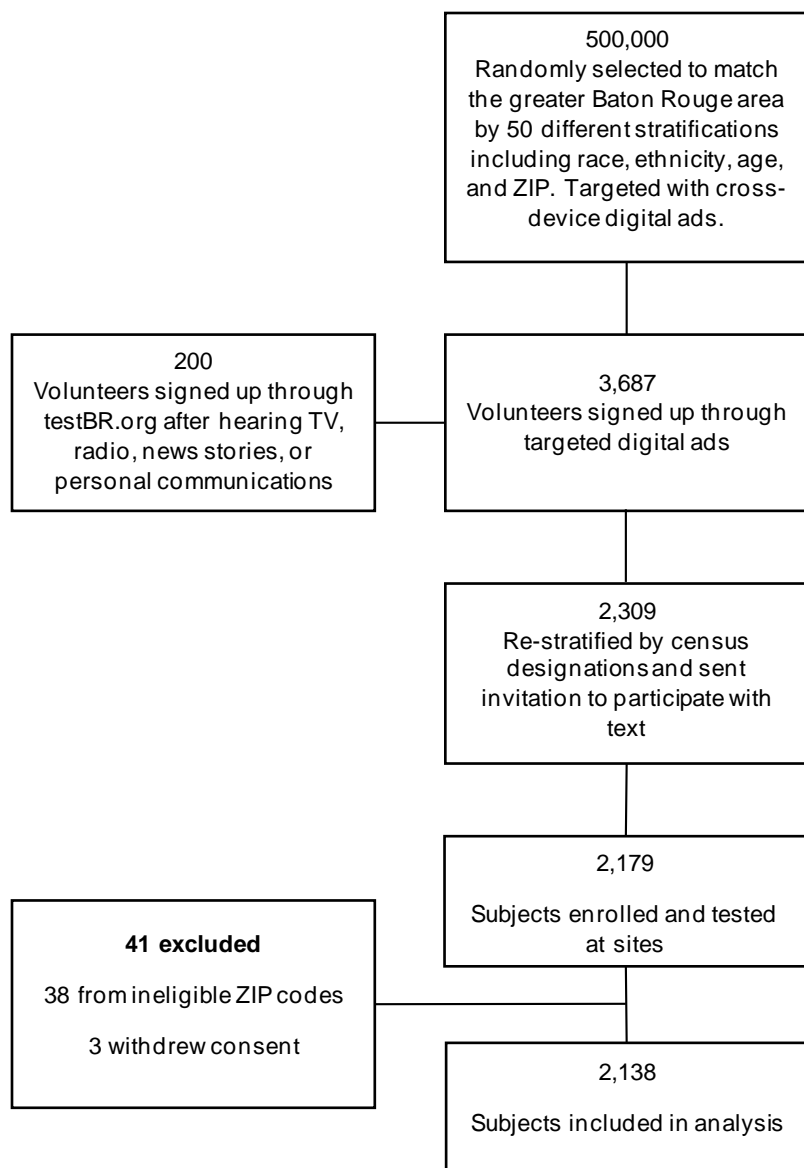 500,000
Randomly selected to match
the greater Baton Rouge area
by 50 different stratifications
including race, ethnicity, age,
and ZIP. Targeted with cross-
device digital ads.
200
Volunteers signed up through
testBR.org after hearing TV,
radio, news stories, or
personal communications
3,687
Volunteers signed up through
targeted digital ads
2,309
Re-stratified by census
designations and sent
invitation to participate with
text
2,179
Subjects enrolled and tested
at sites
41 excluded
38 from ineligible ZIP codes
3 withdrew consent
2,138
Subjects included in analysis